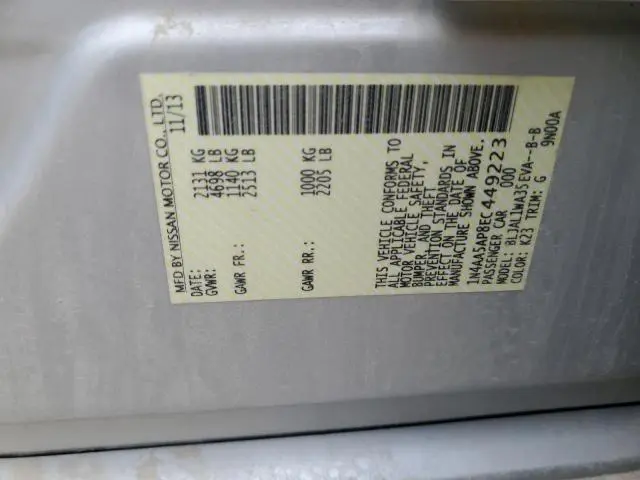 MFD BY NISSAN MOTOR CO., LTD.
DATE: 11/13
GVWR: 2131 KG
4698 LB
GAWR FR.: 1140 KG
2513 LB
GAWR RR.: 1000 KG
2205 LB
THIS VEHICLE CONFORMS TO
ALL APPLICABLE FEDERAL
MOTOR VEHICLE SAFETY,
BUMPER, AND THEFT
PREVENTION STANDARDS IN
EFFECT ON THE DATE OF
MANUFACTURE SHOWN ABOVE.
1N4AA5AP8EC449223
PASSENGER CAR 000
MODEL: BLJALLWA35EVA--B-B
COLOR: K23 TRIM: G 9N00A